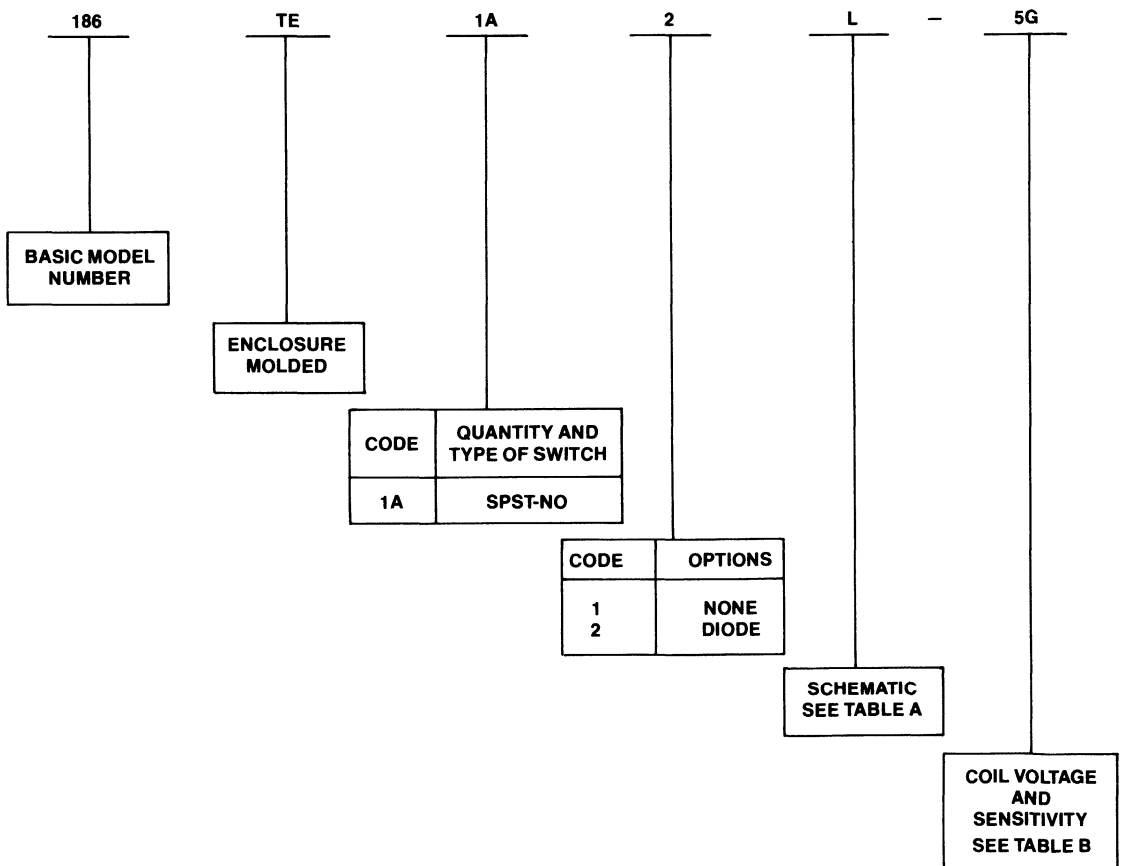 186 TE 1A 2 L – 5G
BASIC MODEL
NUMBER
ENCLOSURE
MOLDED
CODE QUANTITY AND
TYPE OF SWITCH
1A SPST-NO
CODE OPTIONS
1 NONE
2 DIODE
SCHEMATIC
SEE TABLE A
COIL VOLTAGE
AND
SENSITIVITY
SEE TABLE B